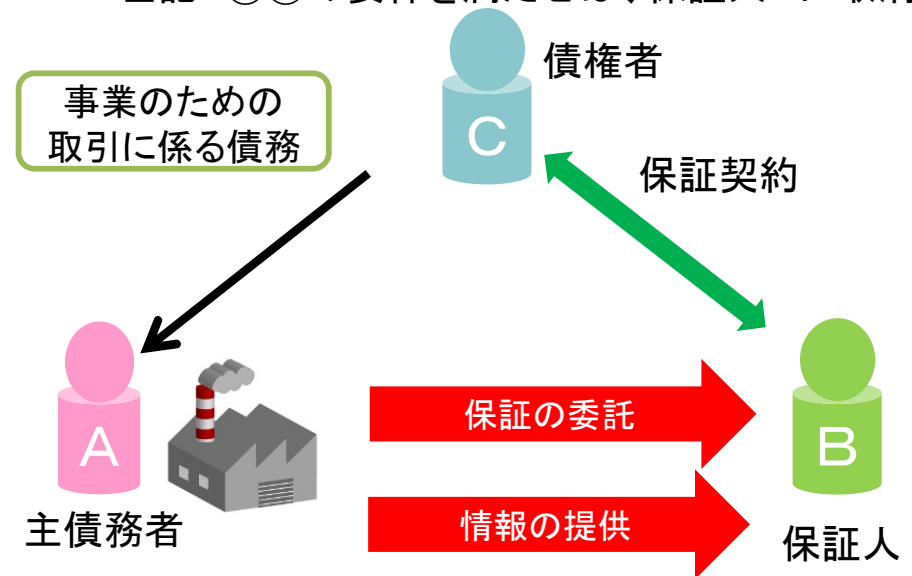 債権者
事業のための
取引に係る債務
C
保証契約
保証の委託
A
B
情報の提供
主債務者
保証人